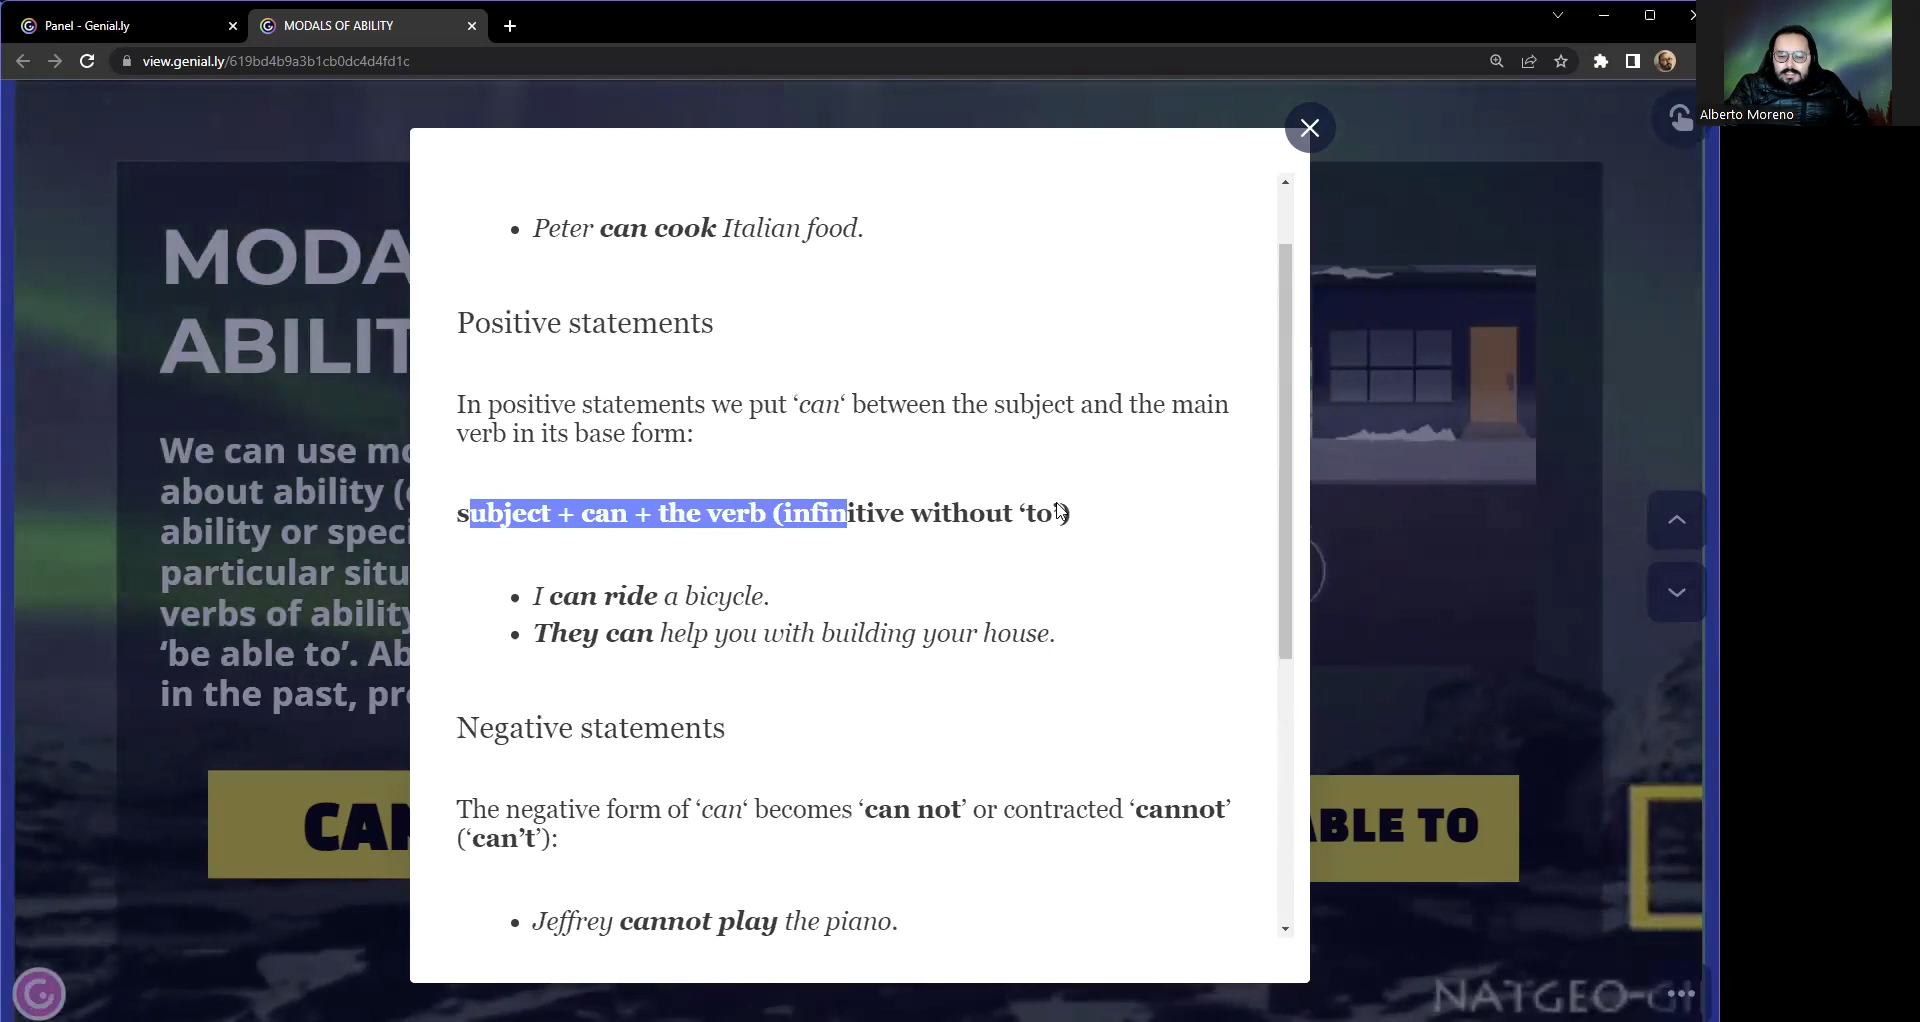 Panel - Genial.ly
MODALS OF ABILITY
view.genial.ly/619bd4b9a3b1cb0dc4d4fd1c
Alberto Moreno
MODA
ABILIT
We can use mo
about ability (
ability or speci
particular situ
verbs of ability
‘be able to’. Ab
in the past, pr
CAN
Peter can cook Italian food.
Positive statements
In positive statements we put ‘can‘ between the subject and the main
verb in its base form:
subject + can + the verb (infinitive without ‘to’)
I can ride a bicycle.
They can help you with building your house.
Negative statements
The negative form of ‘can‘ becomes ‘can not’ or contracted ‘cannot’
(‘can’t’):
Jeffrey cannot play the piano.
ABLE TO
NATGEO-GI